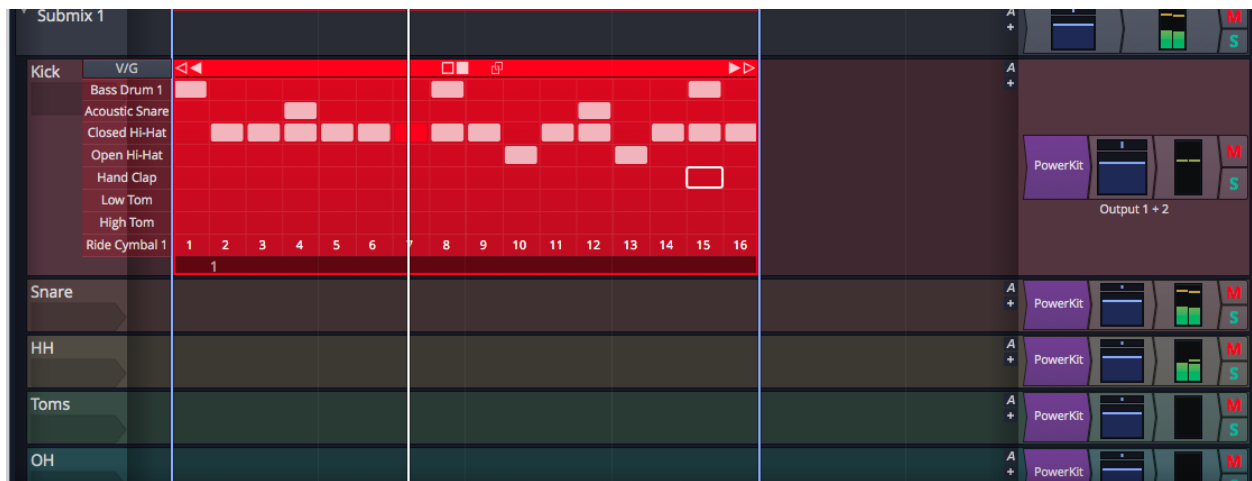 Submix 1
A
+
M
S
Kick
V/G
A
+
Bass Drum 1
Acoustic Snare
Closed Hi-Hat
Open Hi-Hat
Hand Clap
Low Tom
High Tom
Ride Cymbal 1 1 2 3 4 5 6 7 8 9 10 11 12 13 14 15 16
1
PowerKit
M
S
Output 1 + 2
Snare
A
+
PowerKit
M
S
HH
A
+
PowerKit
M
S
Toms
A
+
PowerKit
M
S
OH
A
+
PowerKit
M